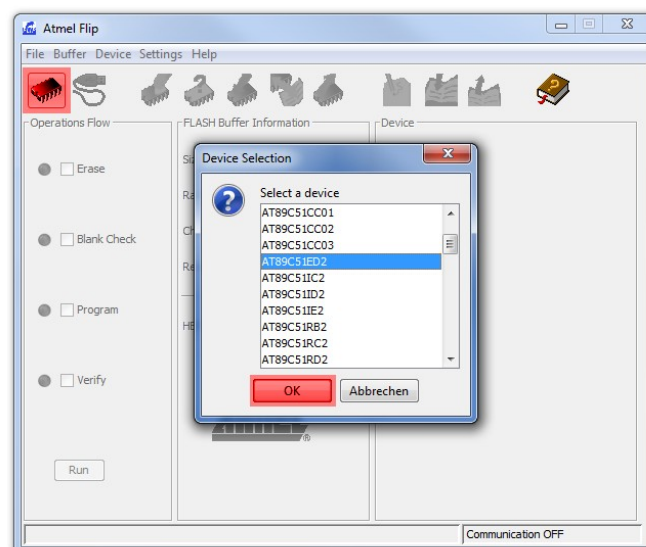 Atmel Flip
File Buffer Device Settings Help
Operations Flow
Erase
Blank Check
Program
Verify
Run
FLASH Buffer Information
Device
Device Selection
Select a device
AT89C51CC01
AT89C51CC02
AT89C51CC03
AT89C51ED2
AT89C51IC2
AT89C51ID2
AT89C51IE2
AT89C51RB2
AT89C51RC2
AT89C51RD2
OK Abbrechen
Communication OFF